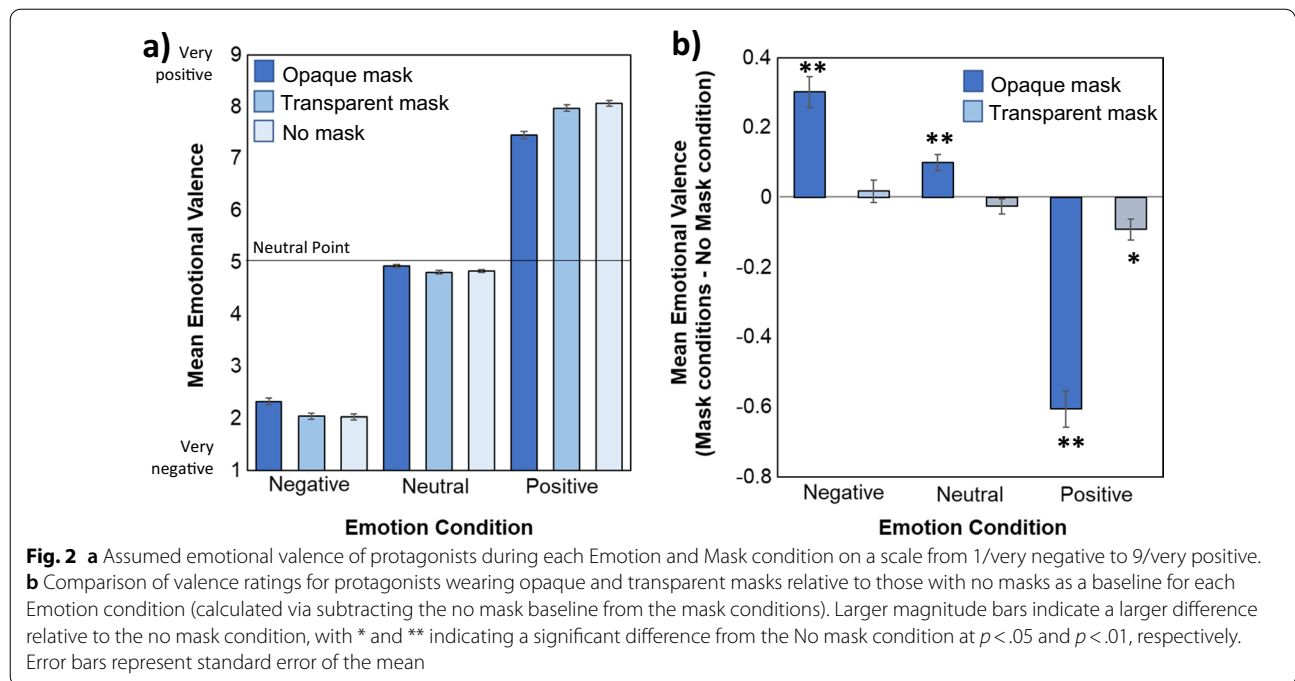 a)
Very
positive
9
8
7
6
5
4
3
2
1
Very
negative
Mean Emotional Valence
Opaque mask
Transparent mask
No mask
Neutral Point
Negative Neutral Positive
Emotion Condition
b)
Mean Emotional Valence
(Mask conditions - No Mask condition)
0.4
0.2
0
-0.2
-0.4
-0.6
-0.8
Opaque mask
Transparent mask
**
**
**
*
Negative Neutral Positive
Emotion Condition
Fig. 2 a Assumed emotional valence of protagonists during each Emotion and Mask condition on a scale from 1/very negative to 9/very positive.
b Comparison of valence ratings for protagonists wearing opaque and transparent masks relative to those with no masks as a baseline for each
Emotion condition (calculated via subtracting the no mask baseline from the mask conditions). Larger magnitude bars indicate a larger difference
relative to the no mask condition, with * and ** indicating a significant difference from the No mask condition at p < .05 and p < .01, respectively.
Error bars represent standard error of the mean